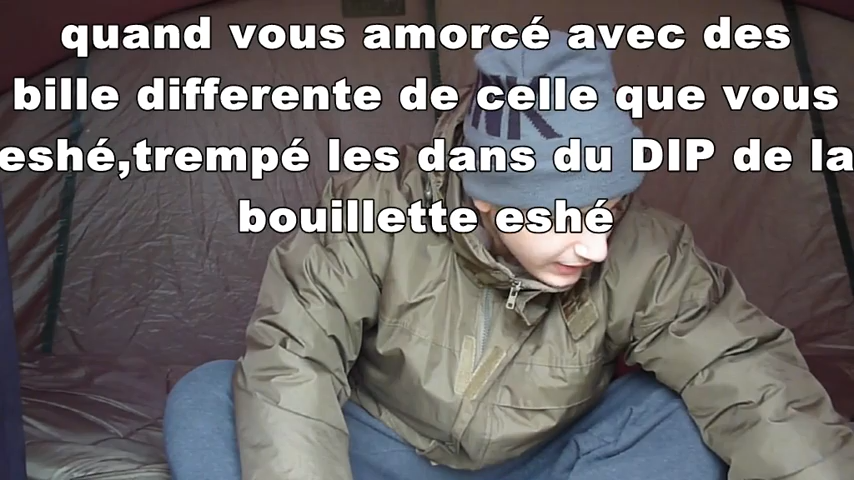 quand vous amorcé avec des
bille differente de celle que vous
eshé,trempé les dans du DIP de la
bouillette eshé
NK